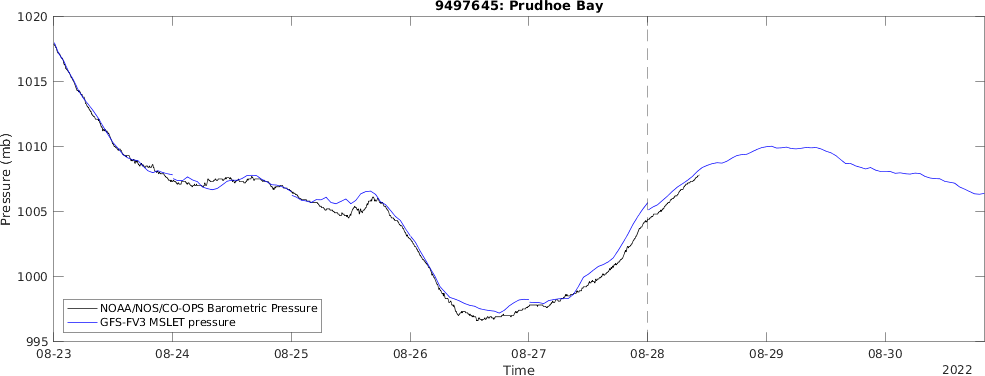 9497645: Prudhoe Bay
1020
1015
1010
1005
1000
995
Pressure (mb)
NOAA/NOS/CO-OPS Barometric Pressure
GFS-FV3 MSLET pressure
08-23 08-24 08-25 08-26 08-27 08-28 08-29 08-30
Time
2022